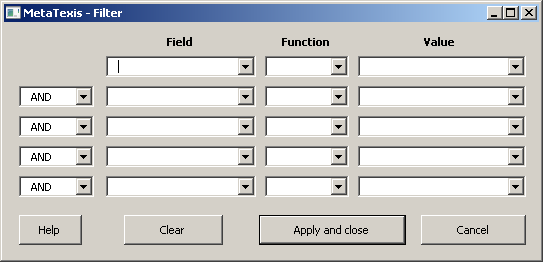 MetaTexis - Filter
Field Function Value
AND
AND
AND
AND
Help Clear Apply and close Cancel